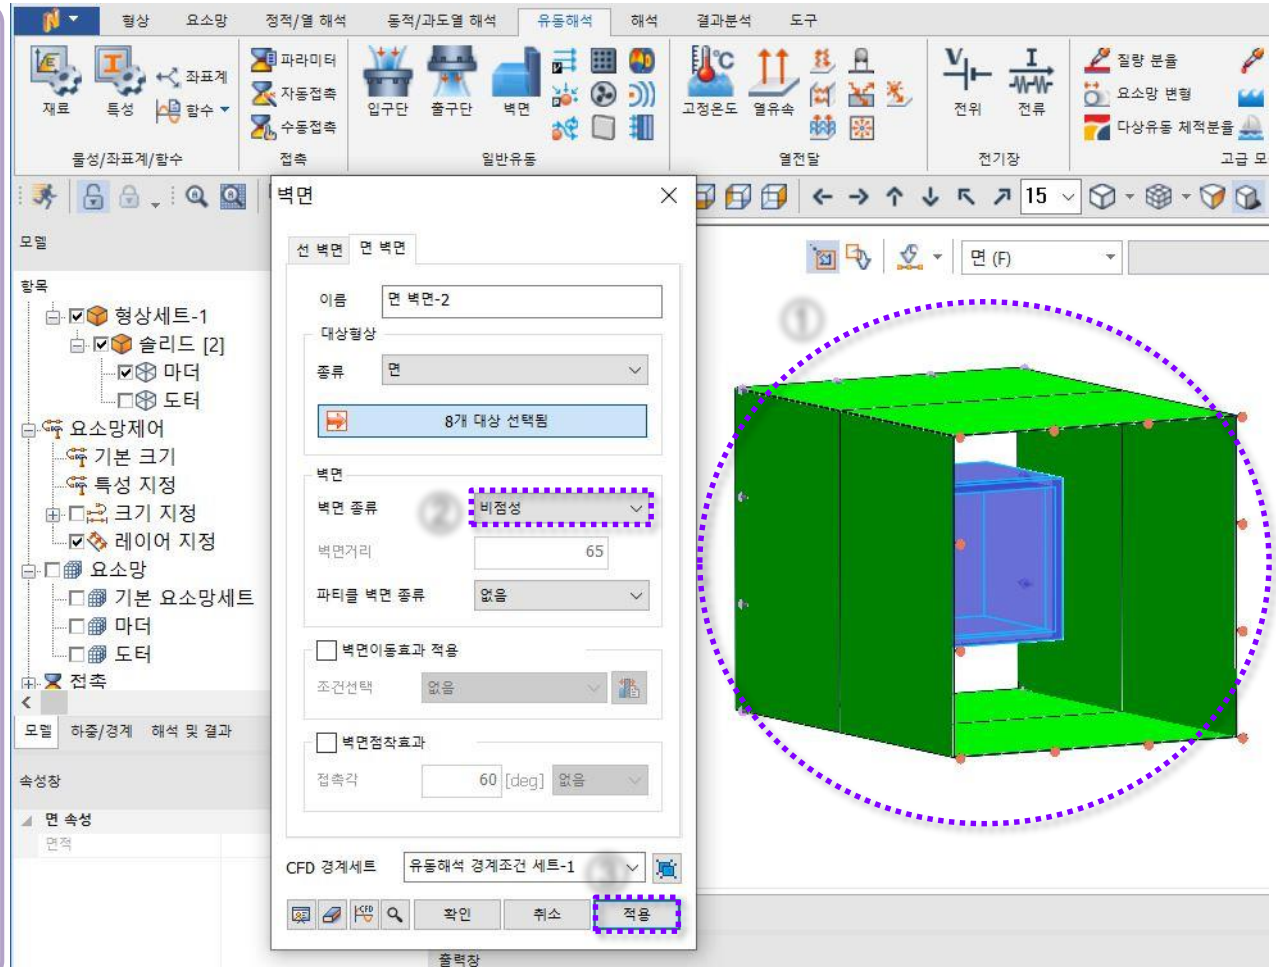 형상 요소망 정적/열 해석 동적/과도열 해석 유동해석 해석 결과분석 도구
재료 특성 좌표계 함수
파라미터
자동접촉
수동접촉
입구단 출구단 벽면
고정온도 열유속
전위 전류
질량 분율
요소망 변형
다상유동 체적분율
물성/좌표계/함수 접촉 일반유동 열전달 전기장 고급 모
15
모델
항목
형상세트-1
솔리드 [2]
마더
도터
요소망제어
기본 크기
특성 지정
크기 지정
레이어 지정
요소망
기본 요소망세트
마더
도터
접촉
모델 하중/경계 해석 및 결과
속성창
면 속성
면적
벽면
선 벽면 면 벽면
이름 면 벽면-2
대상형상
종류 면
8개 대상 선택됨
벽면
벽면 종류 ② 비점성
벽면거리 65
파티클 벽면 종류 없음
벽면이동효과 적용
조건선택 없음
벽면점착효과
접촉각 60 [deg] 없음
CFD 경계세트 유동해석 경계조건 세트-1
③
확인 취소 적용
면 (F)
①
출력창